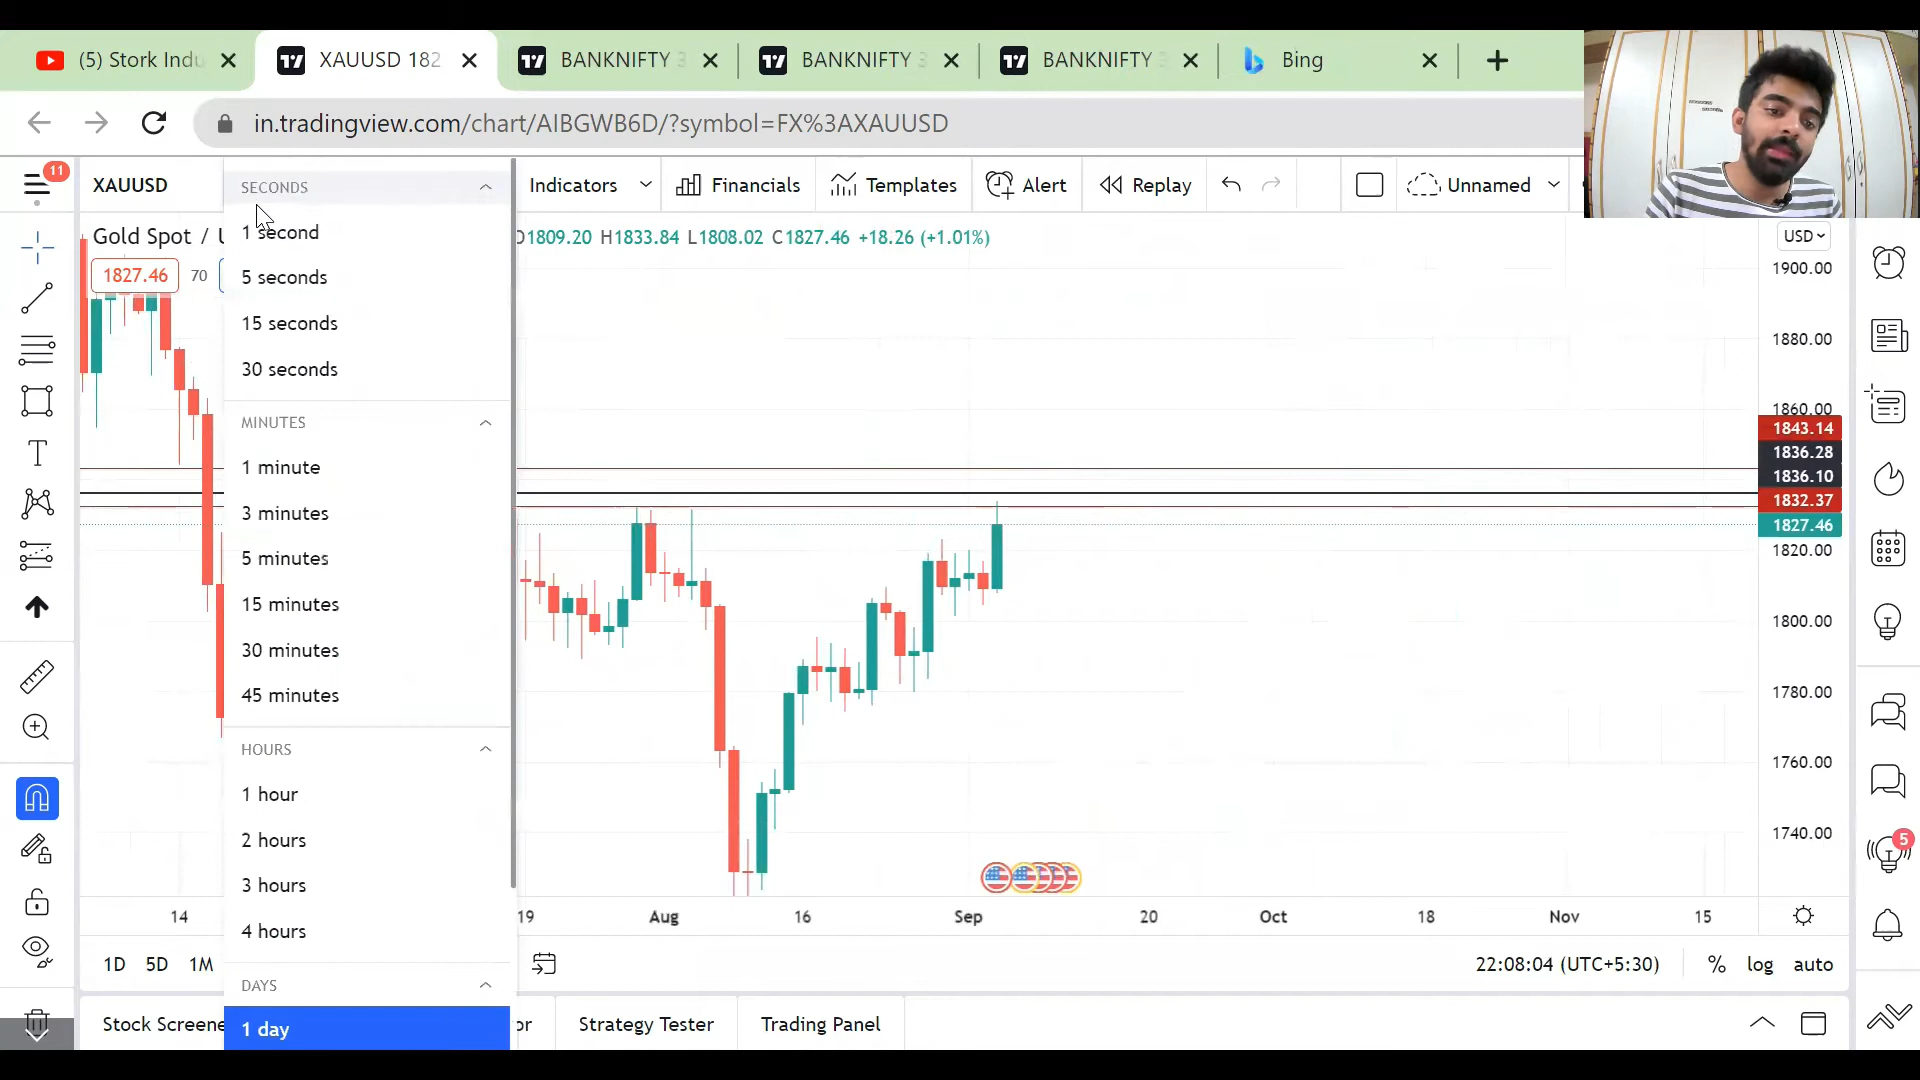 (5) Stork Indu
XAUUSD 182
BANKNIFTY 3
BANKNIFTY 3
BANKNIFTY 3
Bing
in.tradingview.com/chart/AIBGWB6D/?symbol=FX%3AXAUUSD
11
XAUUSD
Indicators
Financials
Templates
Alert
Replay
Unnamed
Gold Spot / U
O1809.20 H1833.84 L1808.02 C1827.46 +18.26 (+1.01%)
1827.46
70
SECONDS
1 second
5 seconds
15 seconds
30 seconds
MINUTES
1 minute
3 minutes
5 minutes
15 minutes
30 minutes
45 minutes
HOURS
1 hour
2 hours
3 hours
4 hours
DAYS
1 day
USD
1900.00
1880.00
1860.00
1843.14
1836.28
1836.10
1832.37
1827.46
1820.00
1800.00
1780.00
1760.00
1740.00
5
14
19
Aug
16
Sep
20
Oct
18
Nov
15
1D
5D
1M
22:08:04 (UTC+5:30)
%
log
auto
Stock Screene
or
Strategy Tester
Trading Panel